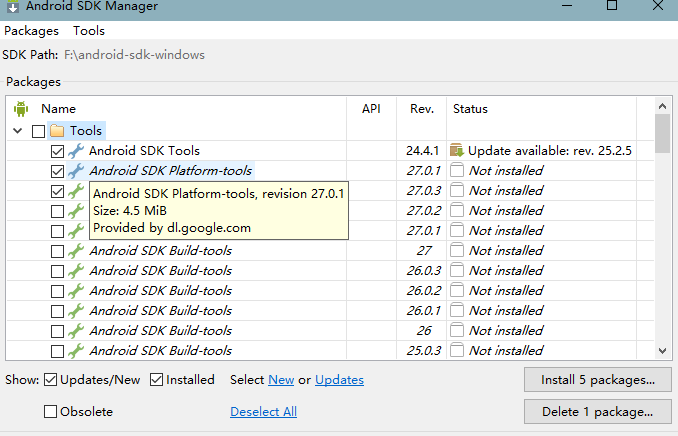 Android SDK Manager
Packages Tools
SDK Path: F:\android-sdk-windows
Packages
Name API Rev. Status
Tools
Android SDK Tools 24.4.1 Update available: rev. 25.2.5
Android SDK Platform-tools 27.0.1 Not installed
27.0.3 Not installed
Android SDK Platform-tools, revision 27.0.1
Size: 4.5 MiB
Provided by dl.google.com
27.0.2 Not installed
27.0.1 Not installed
Android SDK Build-tools 27 Not installed
Android SDK Build-tools 26.0.3 Not installed
Android SDK Build-tools 26.0.2 Not installed
Android SDK Build-tools 26.0.1 Not installed
Android SDK Build-tools 26 Not installed
Android SDK Build-tools 25.0.3 Not installed
Show: Updates/New Installed Select New or Updates Install 5 packages...
Obsolete Deselect All Delete 1 package...